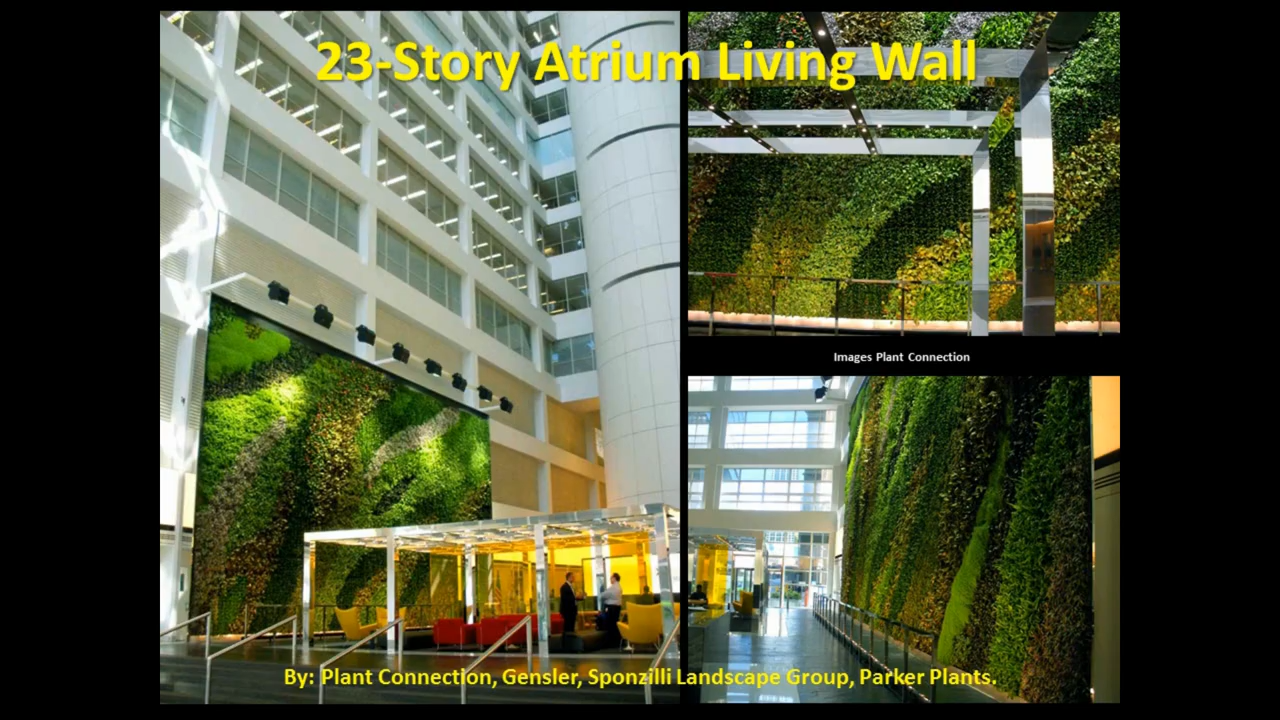 23-Story Atrium Living Wall
Images Plant Connection
By: Plant Connection, Gensler, Sponzilli Landscape Group, Parker Plants.